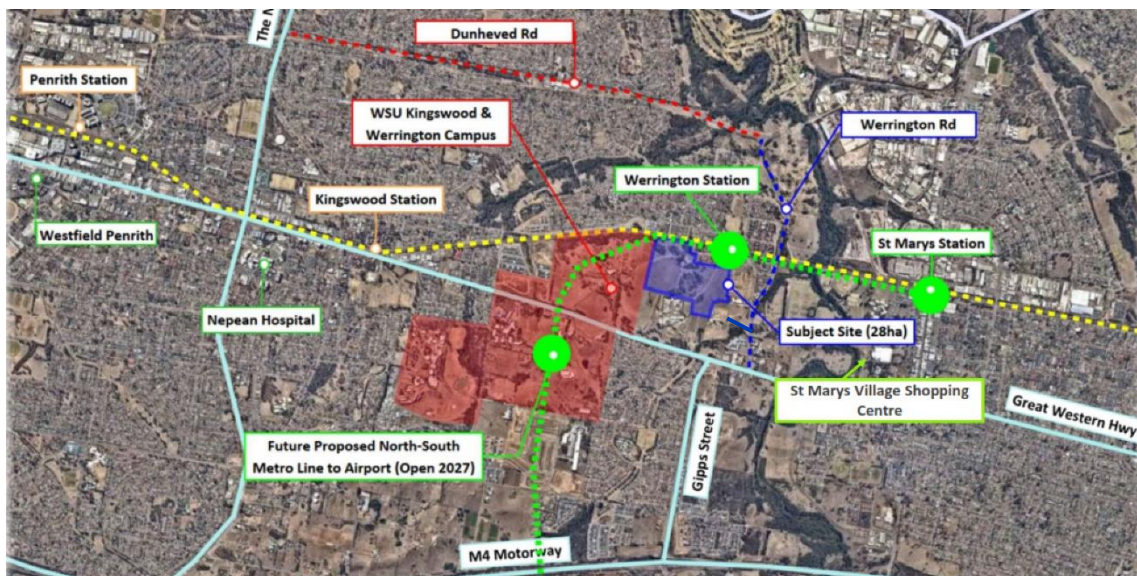 The
Dunheved Rd
Penrith Station
WSU Kingswood &
Werrington Campus
Werrington Rd
Werrington Station
Kingswood Station
St Marys Station
Westfield Penrith
Nepean Hospital
Subject Site (28ha)
St Marys Village Shopping
Centre
Great Western Hwy
Future Proposed North-South
Metro Line to Airport (Open 2027)
Gipps Street
M4 Motorway